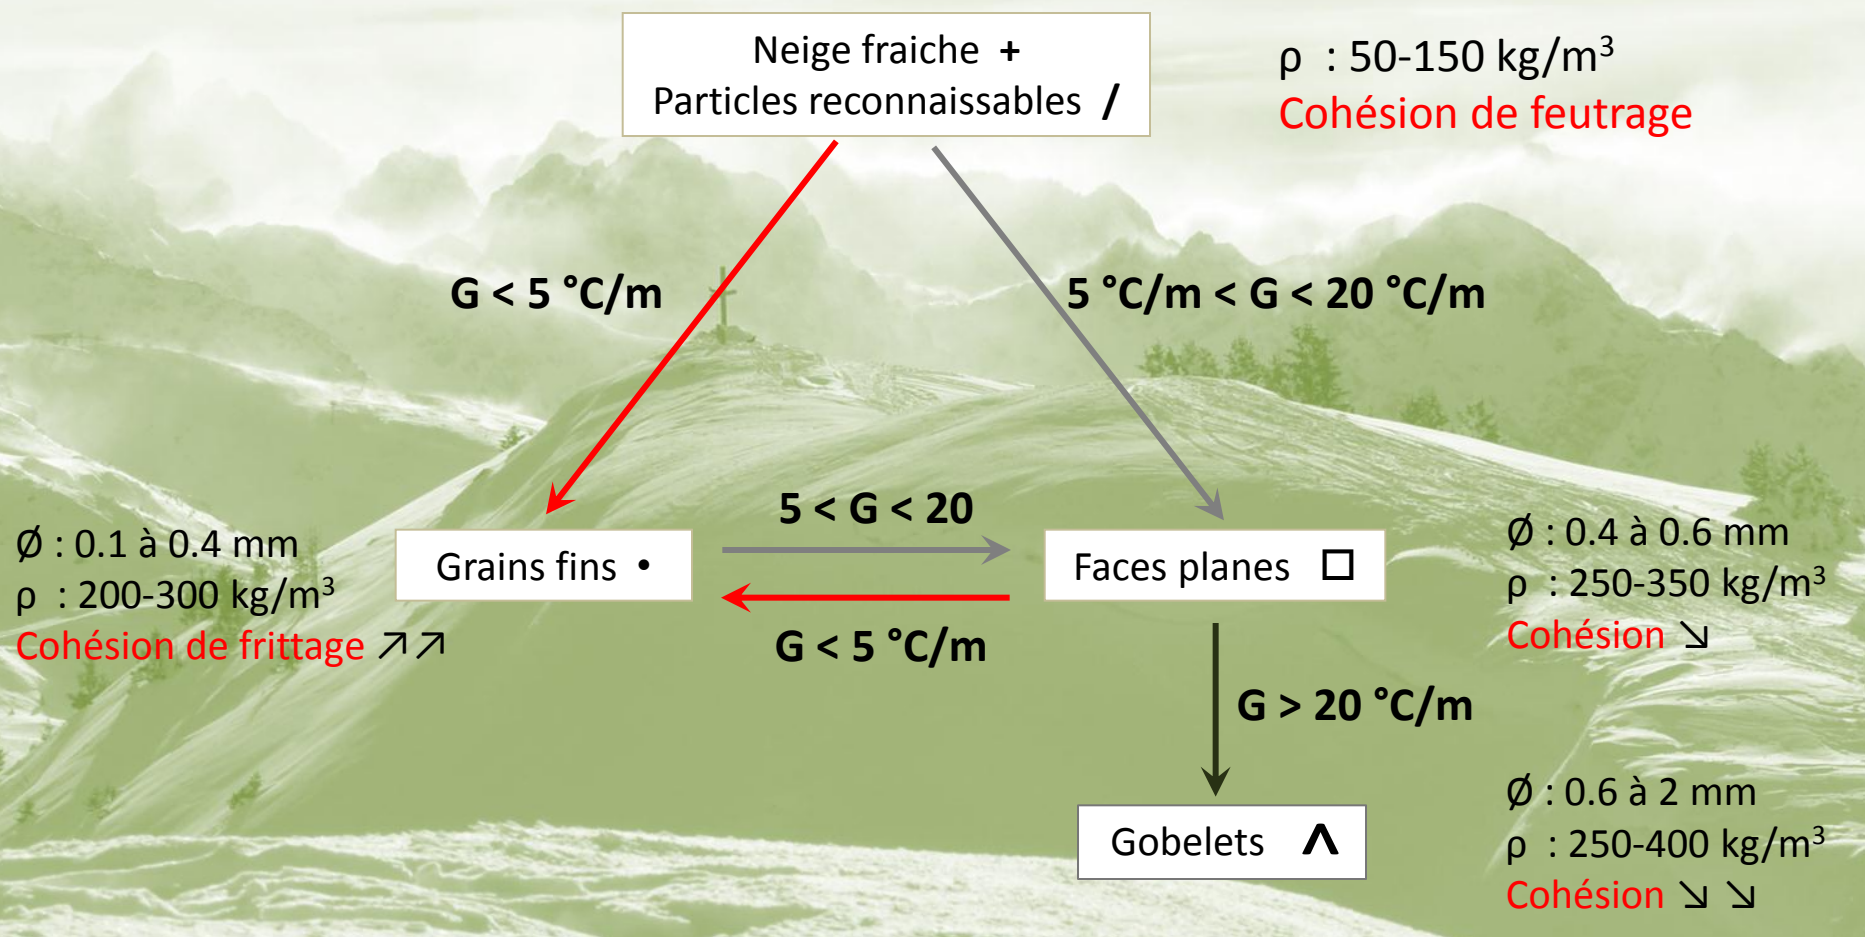 Neige fraiche +
Particles reconnaissables /
ρ : 50-150 kg/m³
Cohésion de feutrage
G < 5 °C/m
5 °C/m < G < 20 °C/m
Ø : 0.1 à 0.4 mm
ρ : 200-300 kg/m³
Cohésion de frittage ↗↗
Grains fins •
5 < G < 20
G < 5 °C/m
Faces planes □
Ø : 0.4 à 0.6 mm
ρ : 250-350 kg/m³
Cohésion ↘
G > 20 °C/m
Gobelets Λ
Ø : 0.6 à 2 mm
ρ : 250-400 kg/m³
Cohésion ↘ ↘